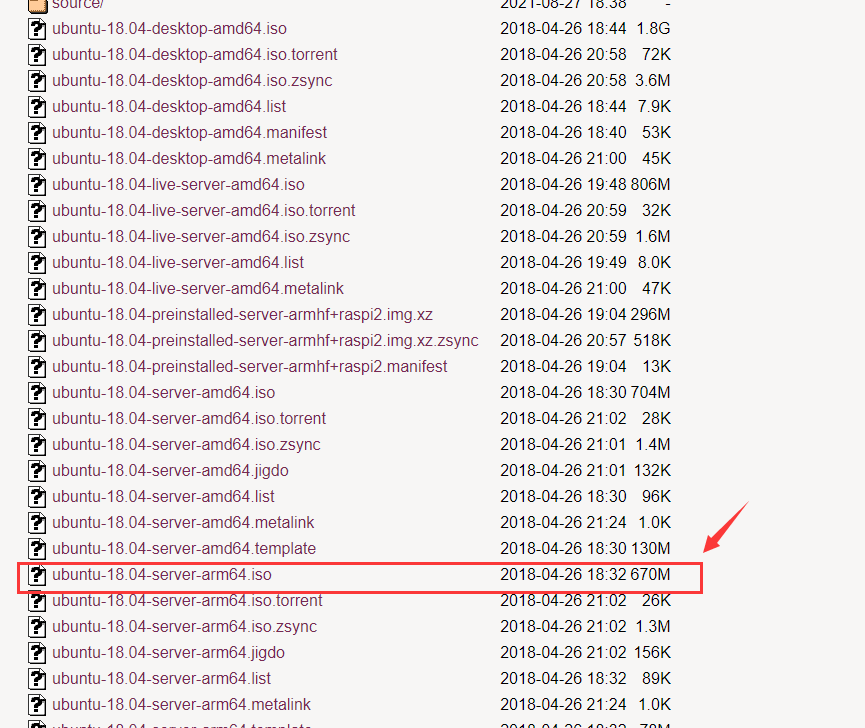 source/ 2021-08-27 18:38 -
ubuntu-18.04-desktop-amd64.iso 2018-04-26 18:44 1.8G
ubuntu-18.04-desktop-amd64.iso.torrent 2018-04-26 20:58 72K
ubuntu-18.04-desktop-amd64.iso.zsync 2018-04-26 20:58 3.6M
ubuntu-18.04-desktop-amd64.list 2018-04-26 18:44 7.9K
ubuntu-18.04-desktop-amd64.manifest 2018-04-26 18:40 53K
ubuntu-18.04-desktop-amd64.metalink 2018-04-26 21:00 45K
ubuntu-18.04-live-server-amd64.iso 2018-04-26 19:48 806M
ubuntu-18.04-live-server-amd64.iso.torrent 2018-04-26 20:59 32K
ubuntu-18.04-live-server-amd64.iso.zsync 2018-04-26 20:59 1.6M
ubuntu-18.04-live-server-amd64.list 2018-04-26 19:49 8.0K
ubuntu-18.04-live-server-amd64.metalink 2018-04-26 21:00 47K
ubuntu-18.04-preinstalled-server-armhf+raspi2.img.xz 2018-04-26 19:04 296M
ubuntu-18.04-preinstalled-server-armhf+raspi2.img.xz.zsync 2018-04-26 20:57 518K
ubuntu-18.04-preinstalled-server-armhf+raspi2.manifest 2018-04-26 19:04 13K
ubuntu-18.04-server-amd64.iso 2018-04-26 18:30 704M
ubuntu-18.04-server-amd64.iso.torrent 2018-04-26 21:02 28K
ubuntu-18.04-server-amd64.iso.zsync 2018-04-26 21:01 1.4M
ubuntu-18.04-server-amd64.jigdo 2018-04-26 21:01 132K
ubuntu-18.04-server-amd64.list 2018-04-26 18:30 96K
ubuntu-18.04-server-amd64.metalink 2018-04-26 21:24 1.0K
ubuntu-18.04-server-amd64.template 2018-04-26 18:30 130M
ubuntu-18.04-server-arm64.iso 2018-04-26 18:32 670M
ubuntu-18.04-server-arm64.iso.torrent 2018-04-26 21:02 26K
ubuntu-18.04-server-arm64.iso.zsync 2018-04-26 21:02 1.3M
ubuntu-18.04-server-arm64.jigdo 2018-04-26 21:02 156K
ubuntu-18.04-server-arm64.list 2018-04-26 18:32 89K
ubuntu-18.04-server-arm64.metalink 2018-04-26 21:24 1.0K
ubuntu-18.04-server-arm64.template 2018-04-26 18:32 78M